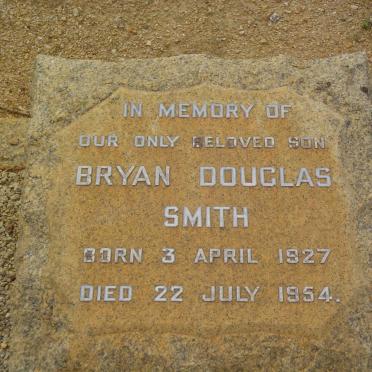 IN MEMORY OF
OUR ONLY BELOVED SON
BRYAN DOUGLAS
SMITH
BORN 3 APRIL 1927
DIED 22 JULY 1954.